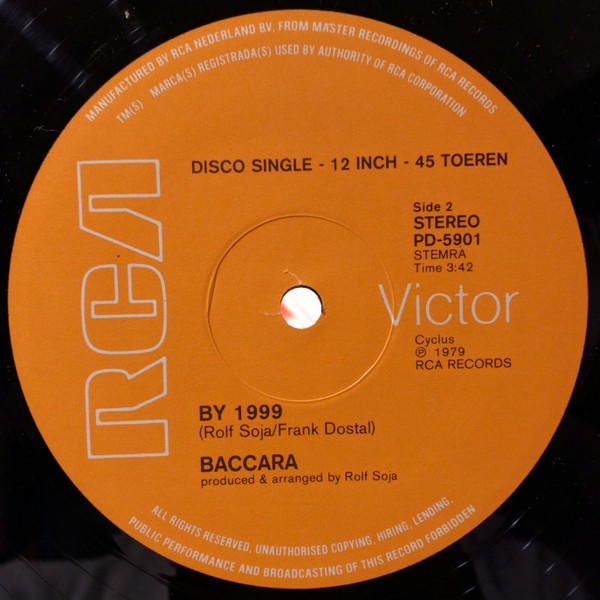 MANUFACTURED BY RCA NEDERLAND BV. FROM MASTER RECORDINGS OF RCA RECORDS
TM(S) MARCA(S) REGISTRADA(S) USED BY AUTHORITY OF RCA CORPORATION
DISCO SINGLE - 12 INCH - 45 TOEREN
RCA
Side 2
STEREO
PD-5901
STEMRA
Time 3:42
Victor
Cyclus
℗ 1979
RCA RECORDS
BY 1999
(Rolf Soja/Frank Dostal)
BACCARA
produced & arranged by Rolf Soja
ALL RIGHTS RESERVED, UNAUTHORISED COPYING, HIRING, LENDING,
PUBLIC PERFORMANCE AND BROADCASTING OF THIS RECORD FORBIDDEN